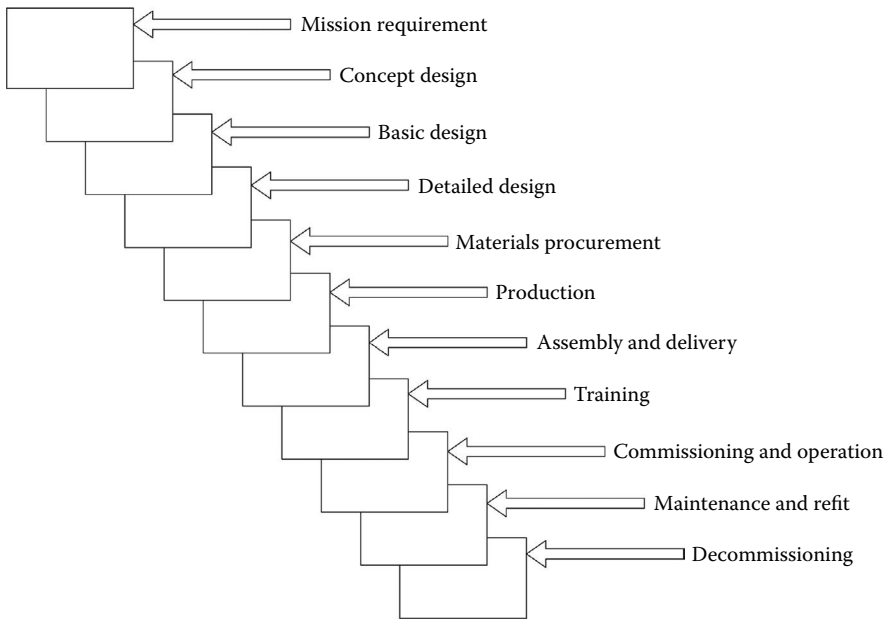 Mission requirement
Concept design
Basic design
Detailed design
Materials procurement
Production
Assembly and delivery
Training
Commissioning and operation
Maintenance and refit
Decommissioning